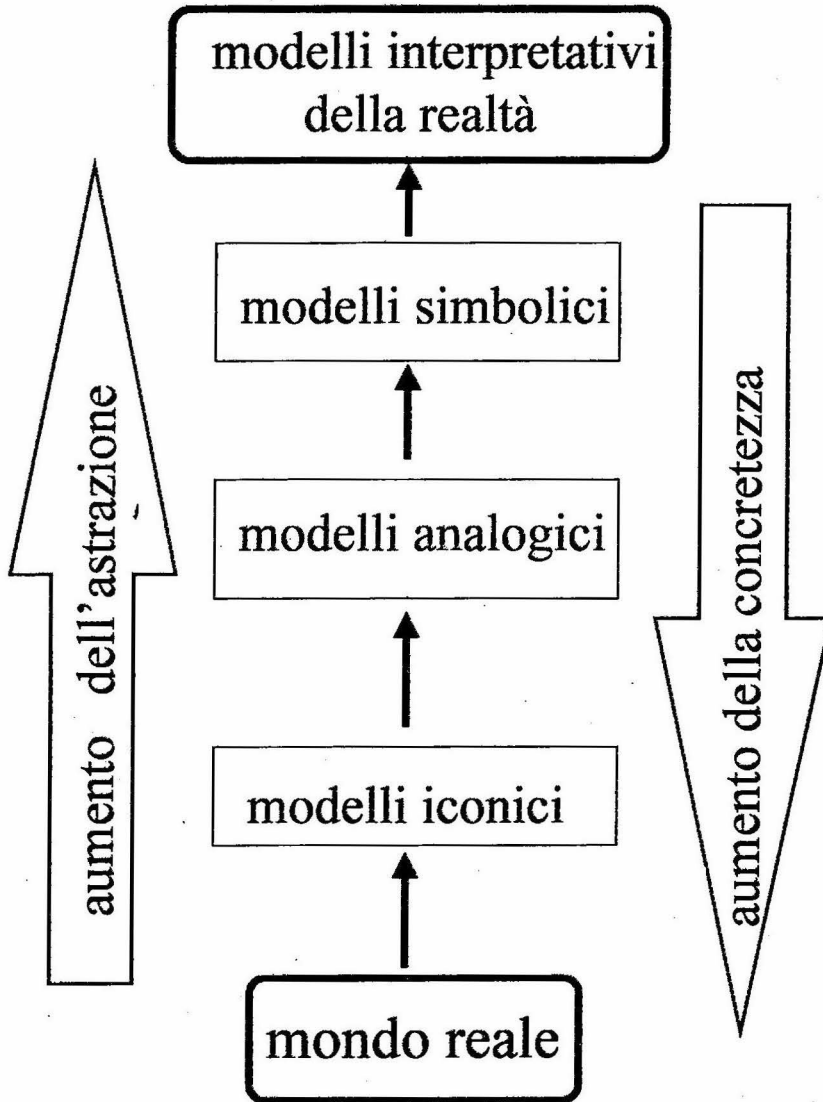 modelli interpretativi
della realtà
modelli simbolici
modelli analogici
modelli iconici
mondo reale
aumento dell'astrazione
aumento della concretezza